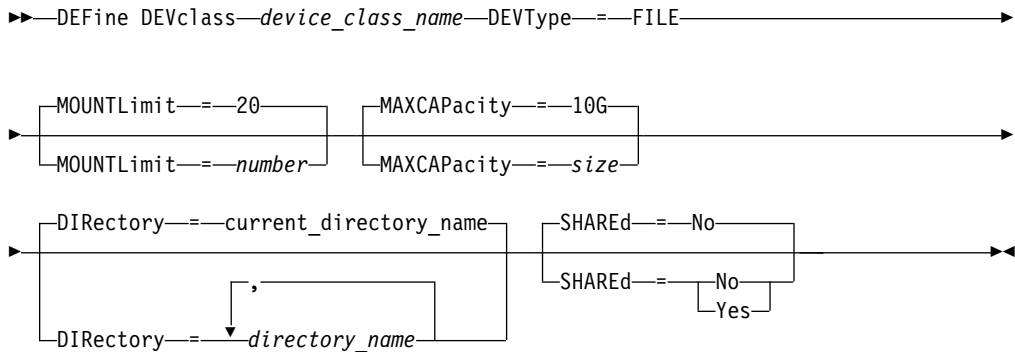 DEFine DEVclass device_class_name DEVType = FILE
MOUNTLimit = 20 MAXCAPacity = 10G
MOUNTLimit = number MAXCAPacity = size
DIRectory = current_directory_name SHAREd = No
, SHAREd = No
Yes
DIRectory = directory_name